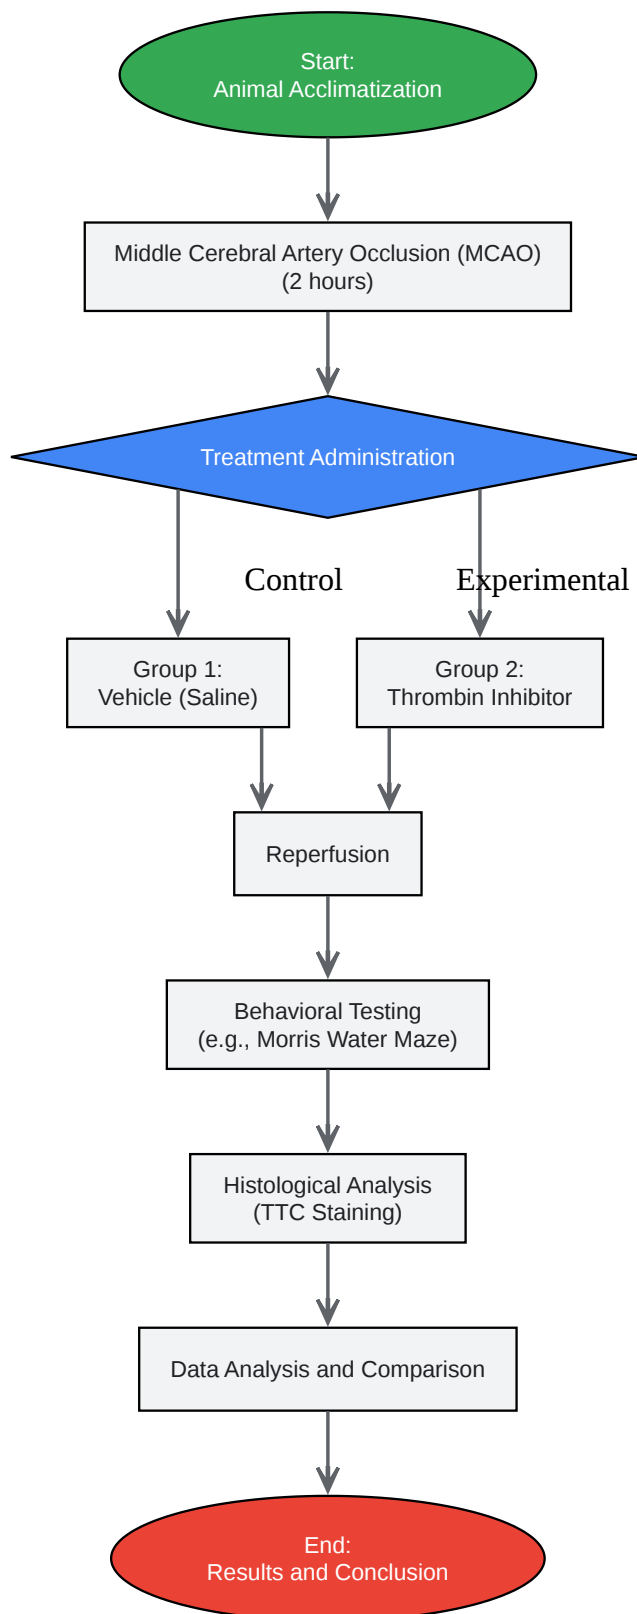 Start:
Animal Acclimatization
Middle Cerebral Artery Occlusion (MCAO)
(2 hours)
Treatment Administration
Control
Experimental
Group 1:
Vehicle (Saline)
Group 2:
Thrombin Inhibitor
Reperfusion
Behavioral Testing
(e.g., Morris Water Maze)
Histological Analysis
(TTC Staining)
Data Analysis and Comparison
End:
Results and Conclusion